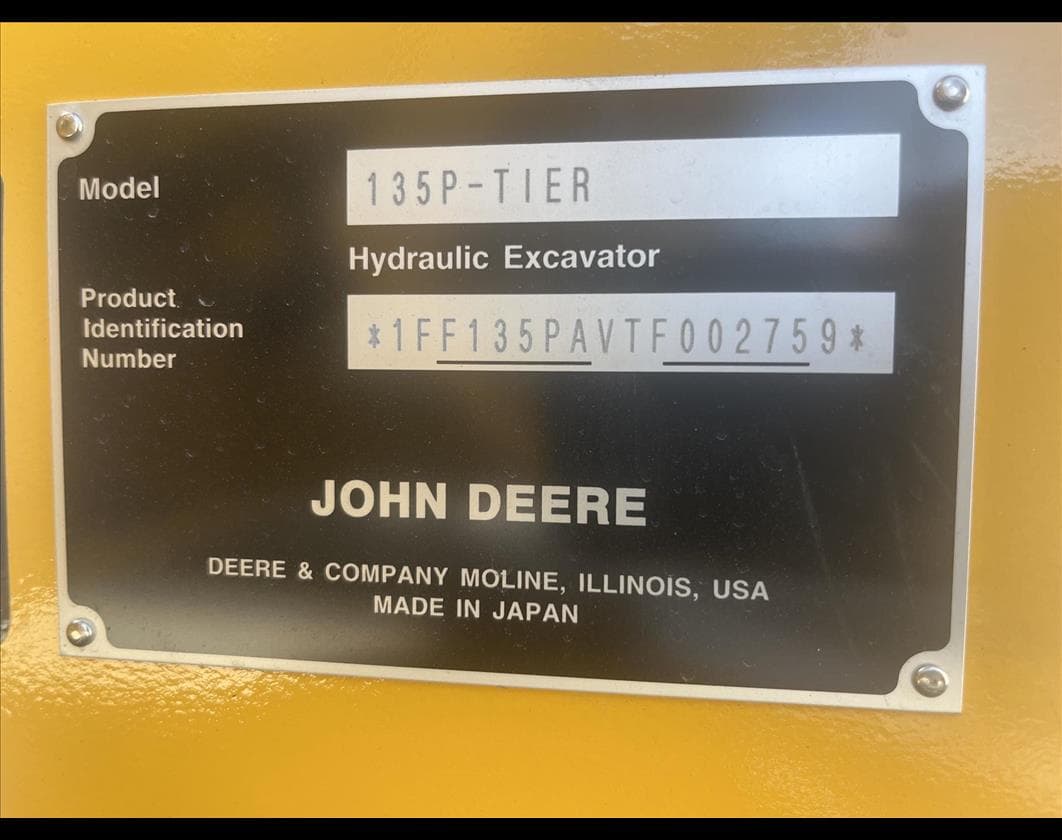 Model
135P-TIER
Hydraulic Excavator
Product
Identification
Number
*1FF135PAVTF002759*
JOHN DEERE
DEERE & COMPANY MOLINE, ILLINOIS, USA
MADE IN JAPAN